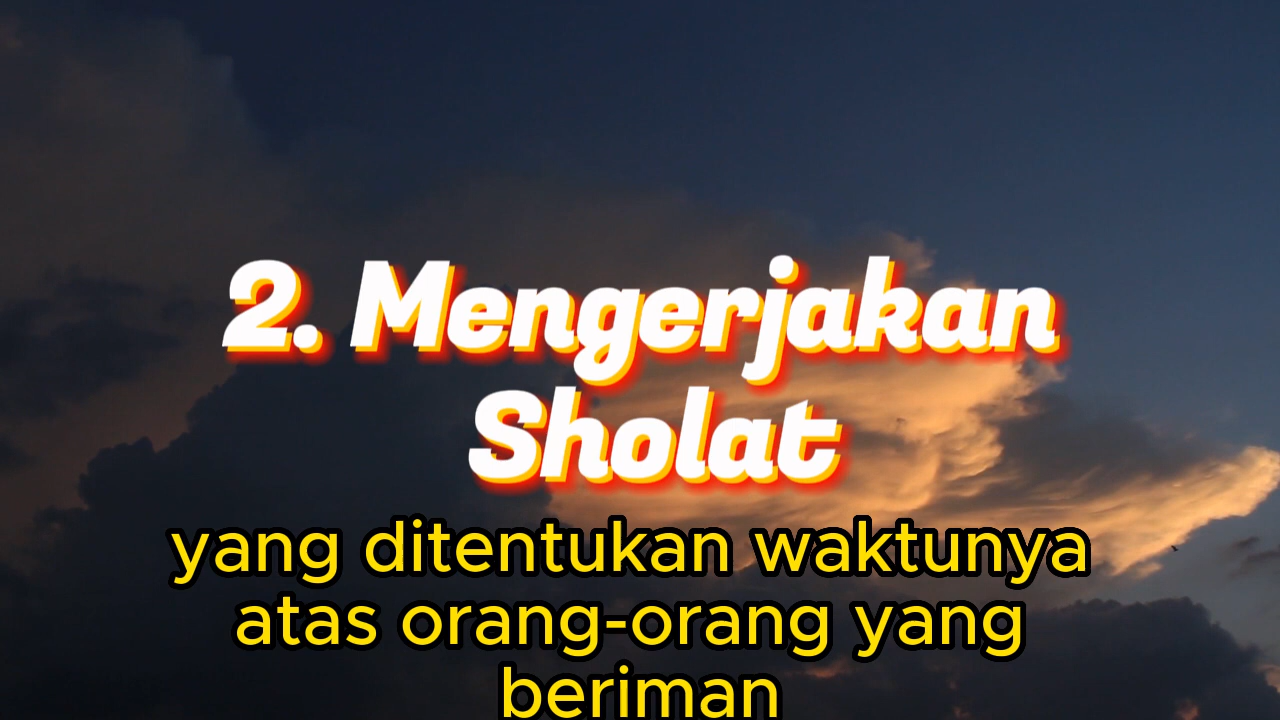 2. Mengerjakan
Sholat
yang ditentukan waktunya
atas orang-orang yang
beriman